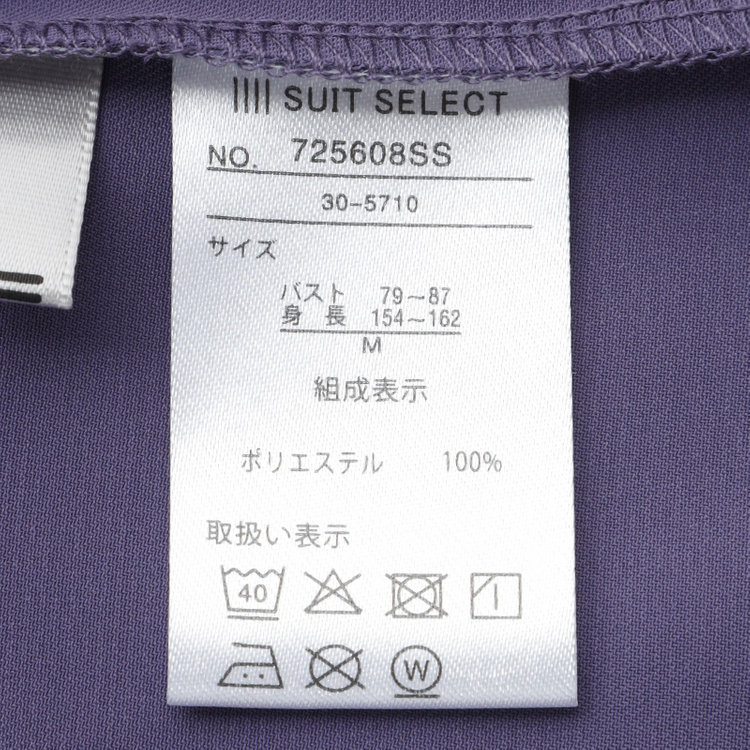 SUIT SELECT
NO. 725608SS
30-5710
サイズ
バスト 79~87
身長 154~162
M
組成表示
ポリエステル 100%
取扱い表示
40
W